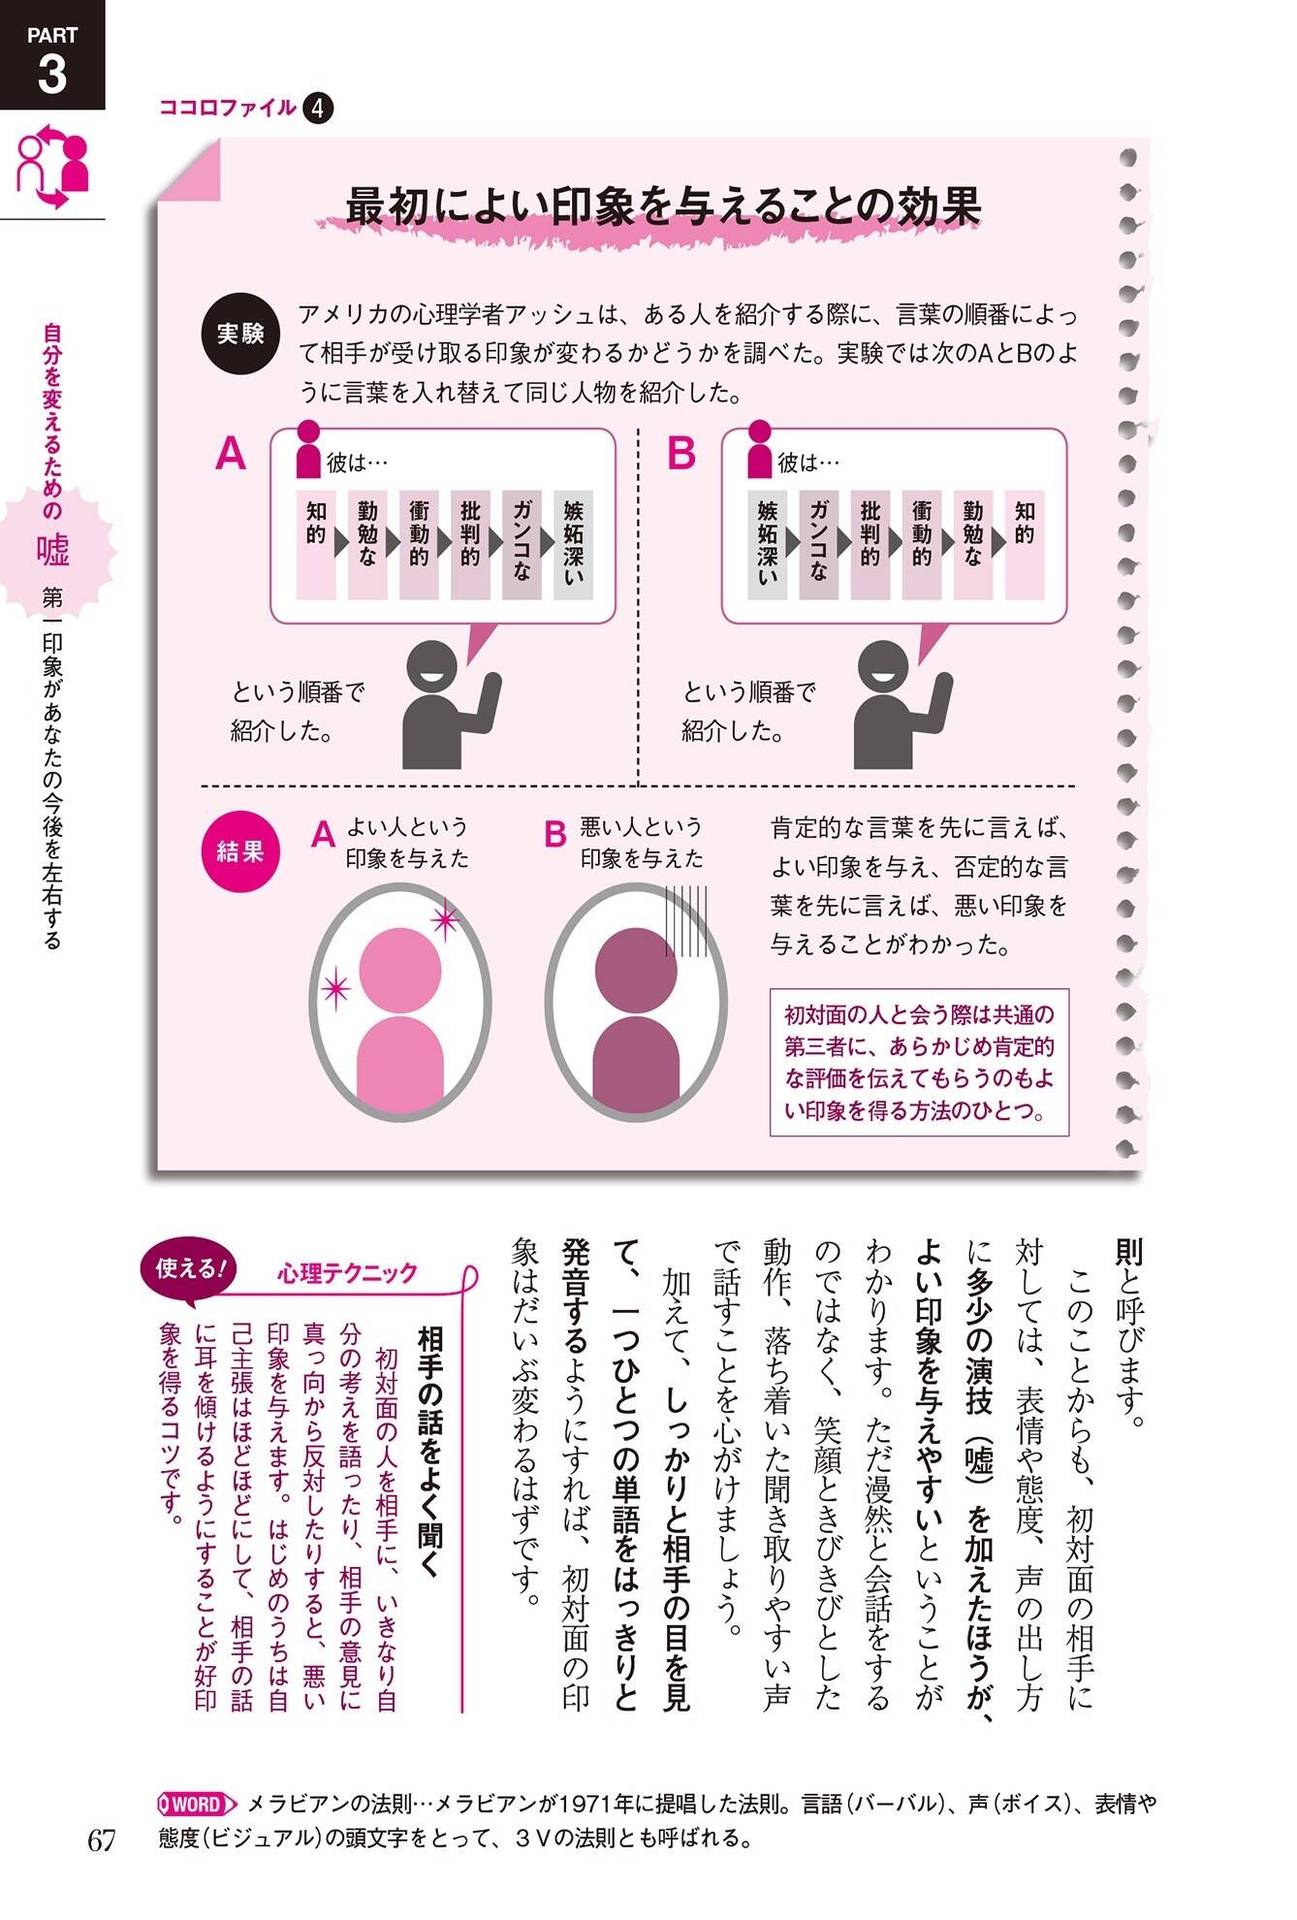 PART
3
自分を変えるための 嘘 第一印象があなたの今後を左右する
ココロファイル 4
最初によい印象を与えることの効果
実験
アメリカの心理学者アッシュは、ある人を紹介する際に、言葉の順番によっ
て相手が受け取る印象が変わるかどうかを調べた。実験では次のAとBのよ
うに言葉を入れ替えて同じ人物を紹介した。
A
彼は…
知的
勤勉な
衝動的
批判的
ガンコな
嫉妬深い
という順番で
紹介した。
B
彼は…
嫉妬深い
ガンコな
批判的
衝動的
勤勉な
知的
という順番で
紹介した。
結果
A
よい人という
印象を与えた
B
悪い人という
印象を与えた
肯定的な言葉を先に言えば、
よい印象を与え、否定的な言
葉を先に言えば、悪い印象を
与えることがわかった。
初対面の人と会う際は共通の
第三者に、あらかじめ肯定的
な評価を伝えてもらうのもよ
い印象を得る方法のひとつ。
則と呼びます。
このことからも、初対面の相手に
対しては、表情や態度、声の出し方
に多少の演技（嘘）を加えたほうが、
よい印象を与えやすいということが
わかります。ただ漫然と会話をする
のではなく、笑顔ときびきびとした
動作、落ち着いた聞き取りやすい声
で話すことを心がけましょう。
加えて、しっかりと相手の目を見
て、一つひとつの単語をはっきりと
発音するようにすれば、初対面の印
象はだいぶ変わるはずです。
使える!
心理テクニック
相手の話をよく聞く
初対面の人を相手に、いきなり自
分の考えを語ったり、相手の意見に
真っ向から反対したりすると、悪い
印象を与えます。はじめのうちは自
己主張はほどほどにして、相手の話
に耳を傾けるようにすることが好印
象を得るコツです。
WORD メラビアンの法則…メラビアンが1971年に提唱した法則。言語（バーバル）、声（ボイス）、表情や
態度（ビジュアル）の頭文字をとって、３Vの法則とも呼ばれる。
67